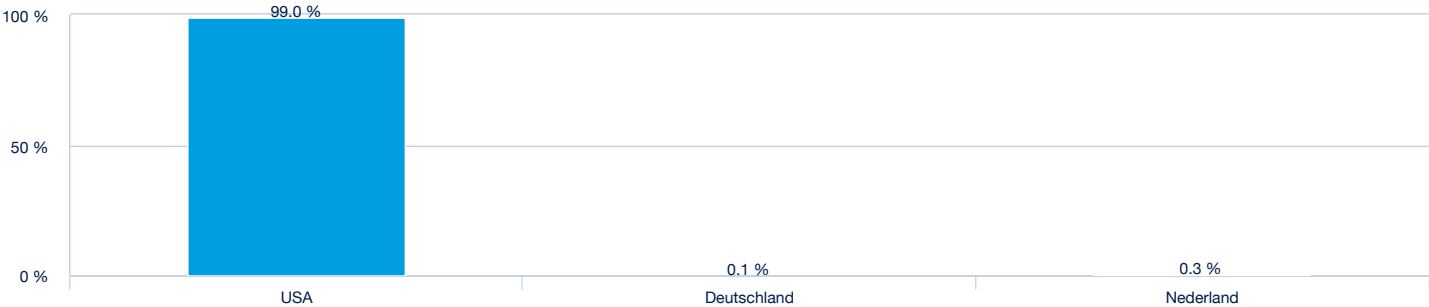 100 %
99.0 %
50 %
0 %
0.1 %
0.3 %
USA
Deutschland
Nederland